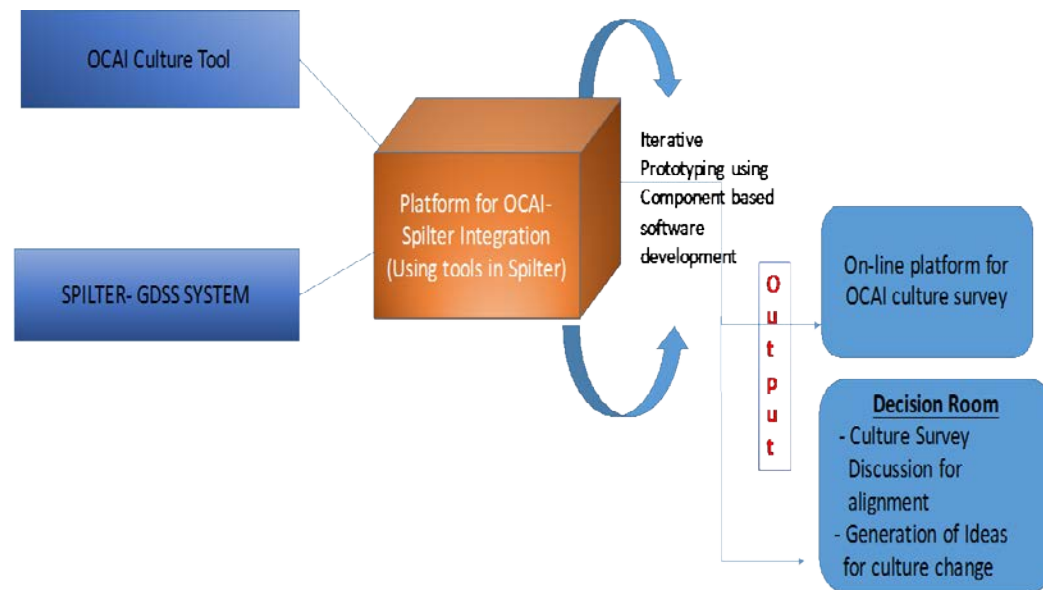 OCAI Culture Tool
SPILTER- GDSS SYSTEM
Platform for OCAI-
Spilter Integration
(Using tools in Spilter)
Iterative
Prototyping using
Component based
software
development
Output
On-line platform for
OCAI culture survey
Decision Room
- Culture Survey
Discussion for
alignment
- Generation of Ideas
for culture change